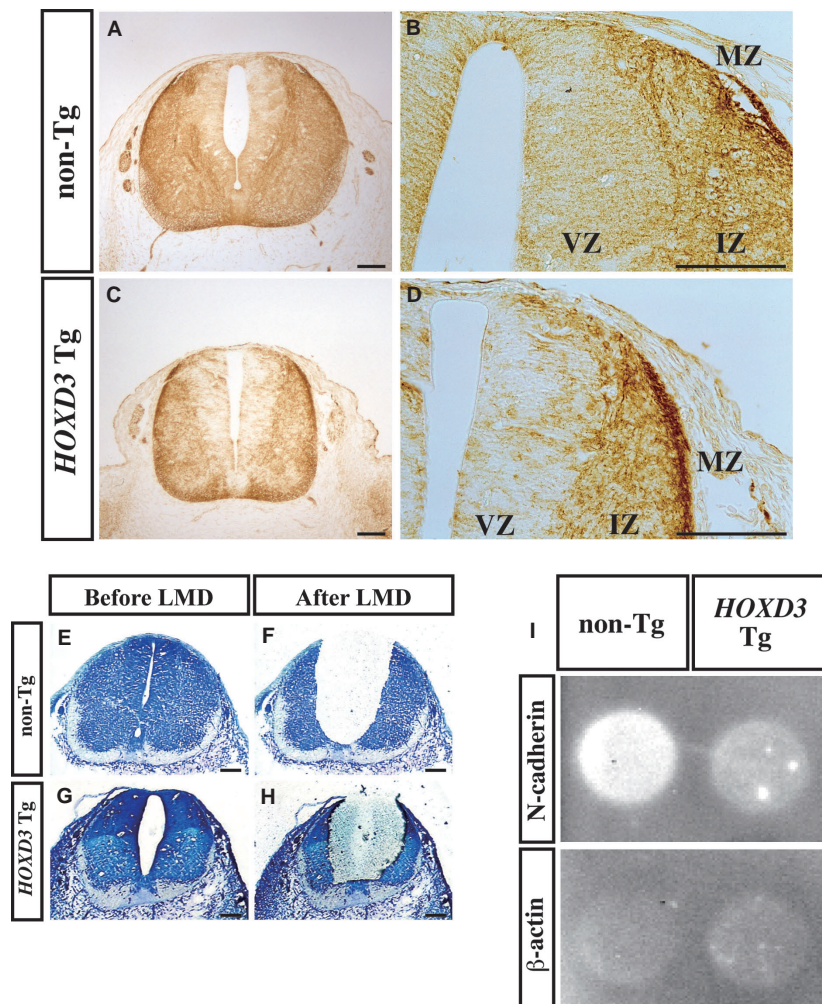 A
B
MZ
non-Tg
VZ
IZ
C
D
HOXD3 Tg
MZ
VZ
IZ
Before LMD
After LMD
I
non-Tg
HOXD3
Tg
E
F
non-Tg
N-cadherin
G
H
HOXD3 Tg
β-actin